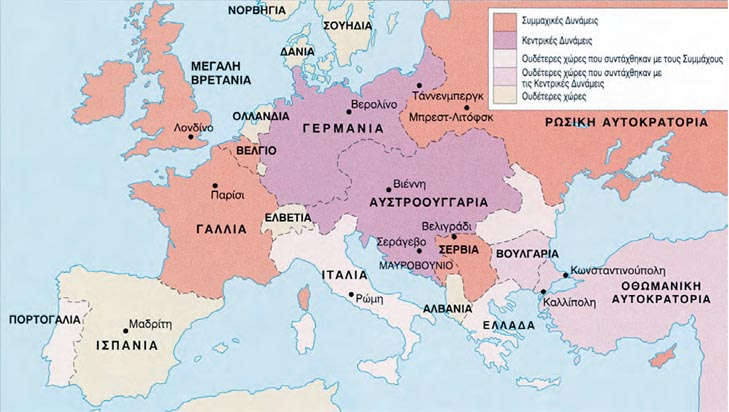 ΝΟΡΒΗΓΙΑ
ΣΟΥΗΔΙΑ
ΔΑΝΙΑ
ΜΕΓΑΛΗ
ΒΡΕΤΑΝΙΑ
Λονδίνο
ΟΛΛΑΝΔΙΑ
ΒΕΛΓΙΟ
Βερολίνο
ΓΕΡΜΑΝΙΑ
Τάννενμπεργκ
Μπρεστ-Λιτόφσκ
ΡΩΣΙΚΗ ΑΥΤΟΚΡΑΤΟΡΙΑ
Συμμαχικές Δυνάμεις
Κεντρικές Δυνάμεις
Ουδέτερες χώρες που συντάχθηκαν με τους Συμμάχους
Ουδέτερες χώρες που συντάχθηκαν με
τις Κεντρικές Δυνάμεις
Ουδέτερες χώρες
Παρίσι
ΓΑΛΛΙΑ
ΕΛΒΕΤΙΑ
Βιέννη
ΑΥΣΤΡΟΟΥΓΓΑΡΙΑ
Βελιγράδι
Σεράγεβο
ΣΕΡΒΙΑ
ΜΑΥΡΟΒΟΥΝΙΟ
ΒΟΥΛΓΑΡΙΑ
ΙΤΑΛΙΑ
Ρώμη
ΑΛΒΑΝΙΑ
ΕΛΛΑΔΑ
Κωνσταντινούπολη
Καλλίπολη
ΟΘΩΜΑΝΙΚΗ
ΑΥΤΟΚΡΑΤΟΡΙΑ
ΠΟΡΤΟΓΑΛΙΑ
Μαδρίτη
ΙΣΠΑΝΙΑ